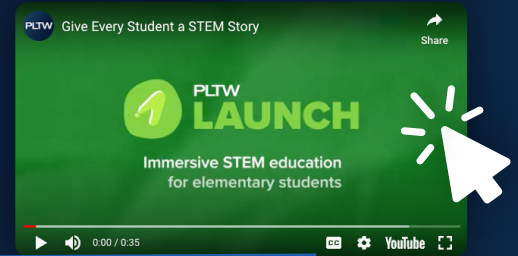 PLTW Give Every Student a STEM Story
Share
PLTW
LAUNCH
Immersive STEM education
for elementary students
0:00 / 0:35
CC
YouTube